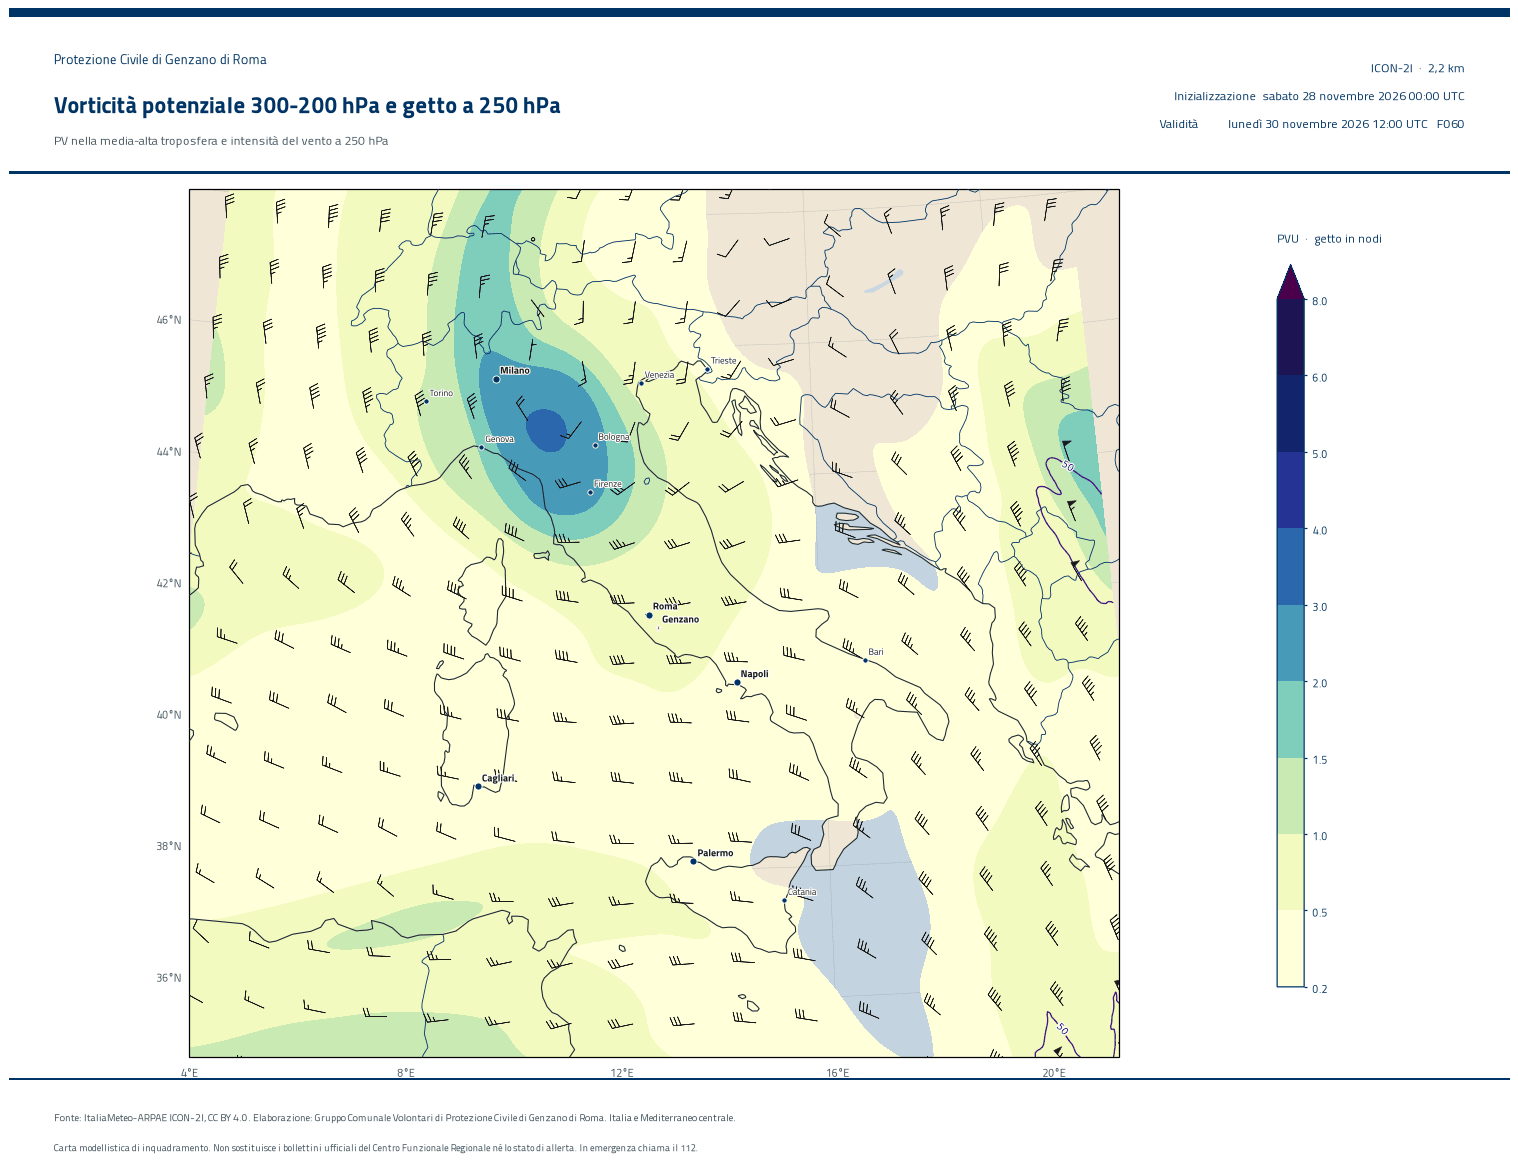 Protezione Civile di Genzano di Roma
Vorticità potenziale 300-200 hPa e getto a 250 hPa
PV nella media-alta troposfera e intensità del vento a 250 hPa
ICON-2I · 2,2 km
Inizializzazione sabato 28 novembre 2026 00:00 UTC
Validità lunedì 30 novembre 2026 12:00 UTC F060
PVU · getto in nodi
8.0
6.0
5.0
4.0
3.0
2.0
1.5
1.0
0.5
0.2
46°N
44°N
42°N
40°N
38°N
36°N
4°E
8°E
12°E
16°E
20°E
Trieste
Milano
Venezia
Torino
Genova
Bologna
Firenze
50
Roma
Genzano
Bari
Napoli
Cagliari
Palermo
Catania
50
Fonte: ItaliaMeteo-ARPAE ICON-2I, CC BY 4.0. Elaborazione: Gruppo Comunale Volontari di Protezione Civile di Genzano di Roma. Italia e Mediterraneo centrale.
Carta modellistica di inquadramento. Non sostituisce i bollettini ufficiali del Centro Funzionale Regionale né lo stato di allerta. In emergenza chiama il 112.